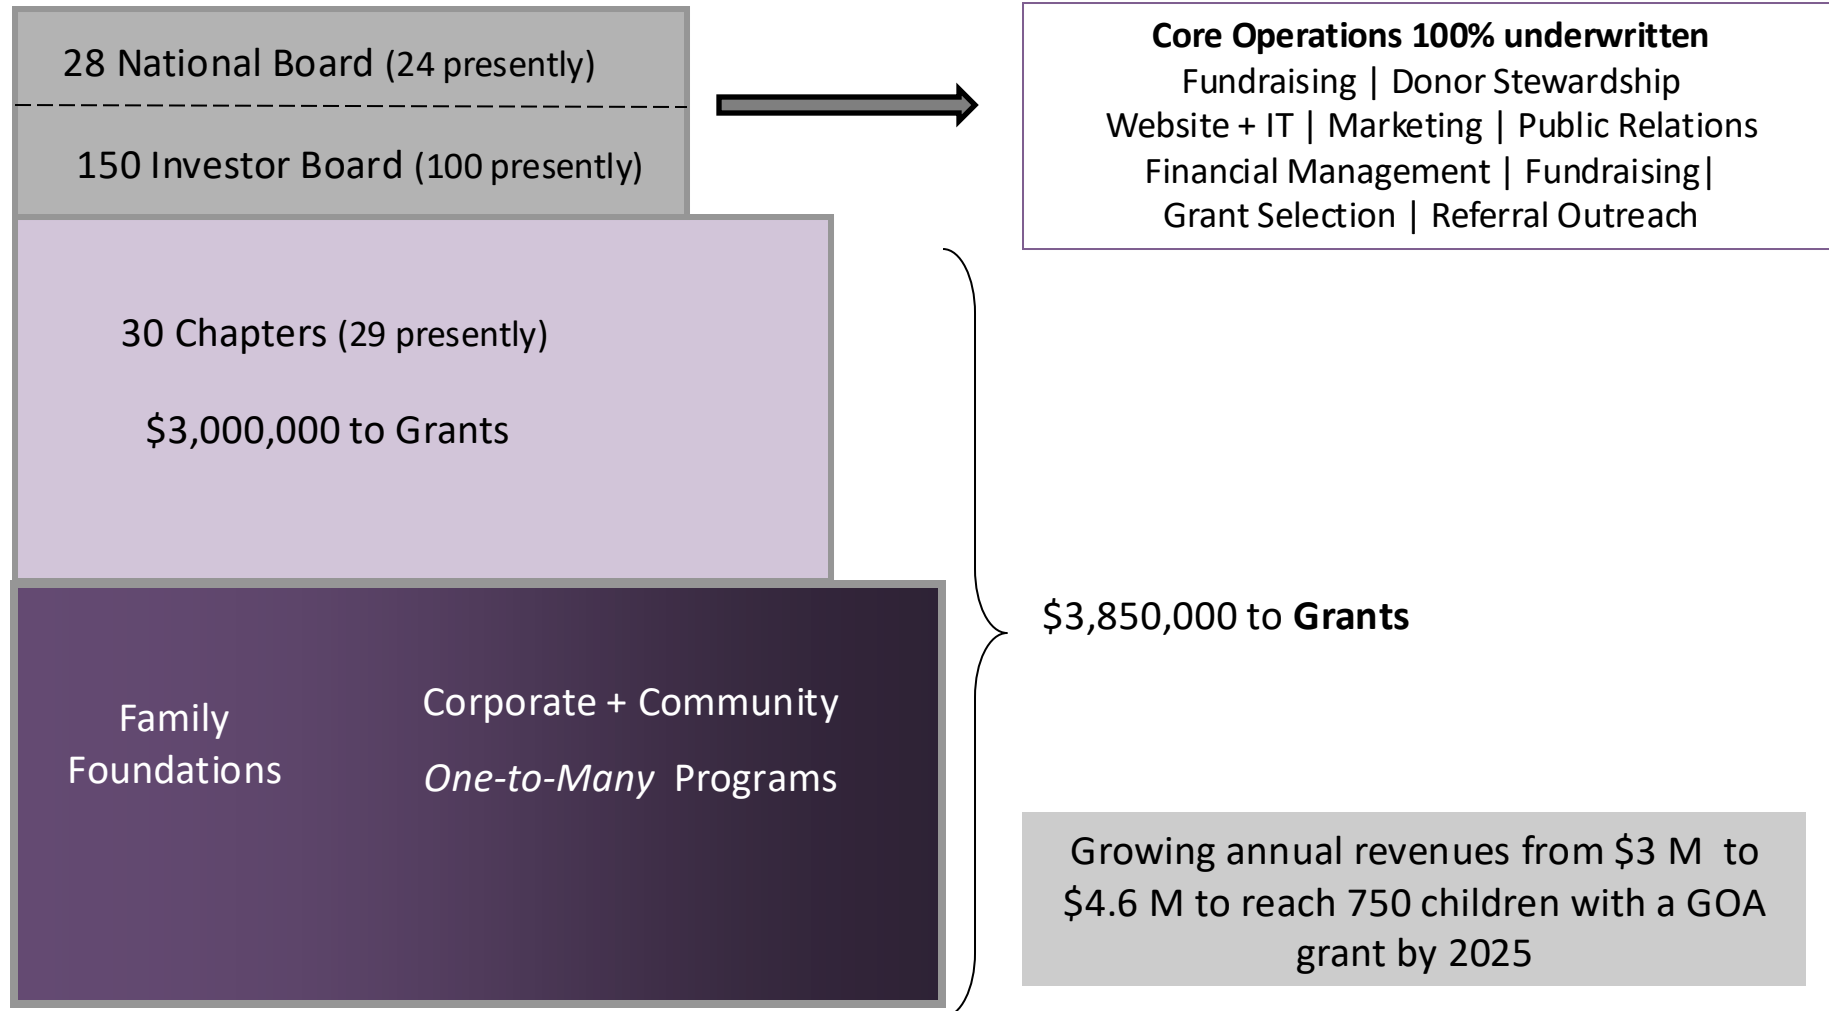 28 National Board (24 presently)
150 Investor Board (100 presently)
Core Operations 100% underwritten
Fundraising | Donor Stewardship
Website + IT | Marketing | Public Relations
Financial Management | Fundraising|
Grant Selection | Referral Outreach
30 Chapters (29 presently)
$3,000,000 to Grants
$3,850,000 to Grants
Family
Foundations
Corporate + Community
One-to-Many Programs
Growing annual revenues from $3 M to
$4.6 M to reach 750 children with a GOA
grant by 2025